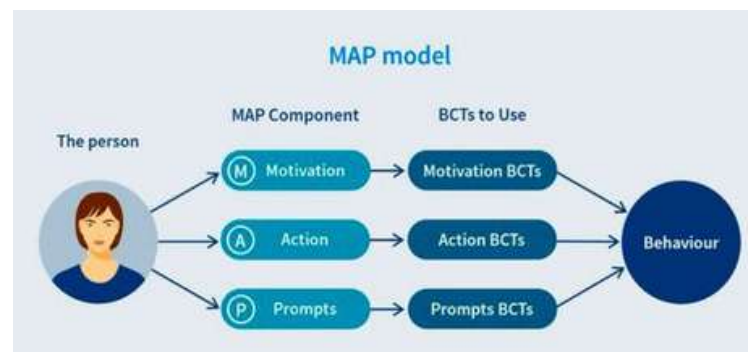 MAP model
The person
MAP Component
BCTs to Use
M Motivation
Motivation BCTs
A Action
Action BCTs
P Prompts
Prompts BCTs
Behaviour